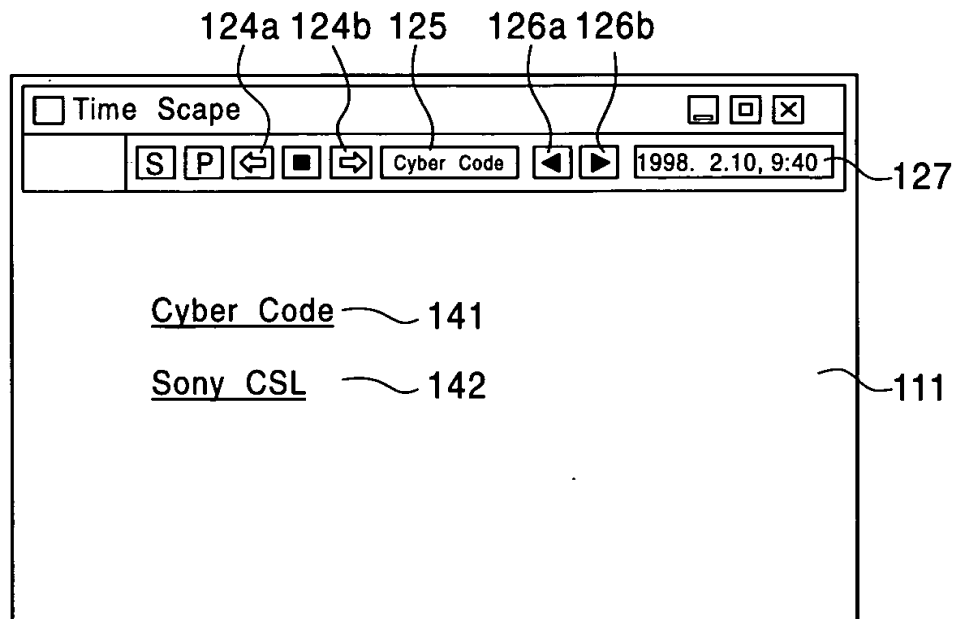 124a 124b 125 126a 126b
Time Scape
S P Cyber Code 1998. 2.10, 9:40
127
Cyber Code 141
Sony CSL 142
111